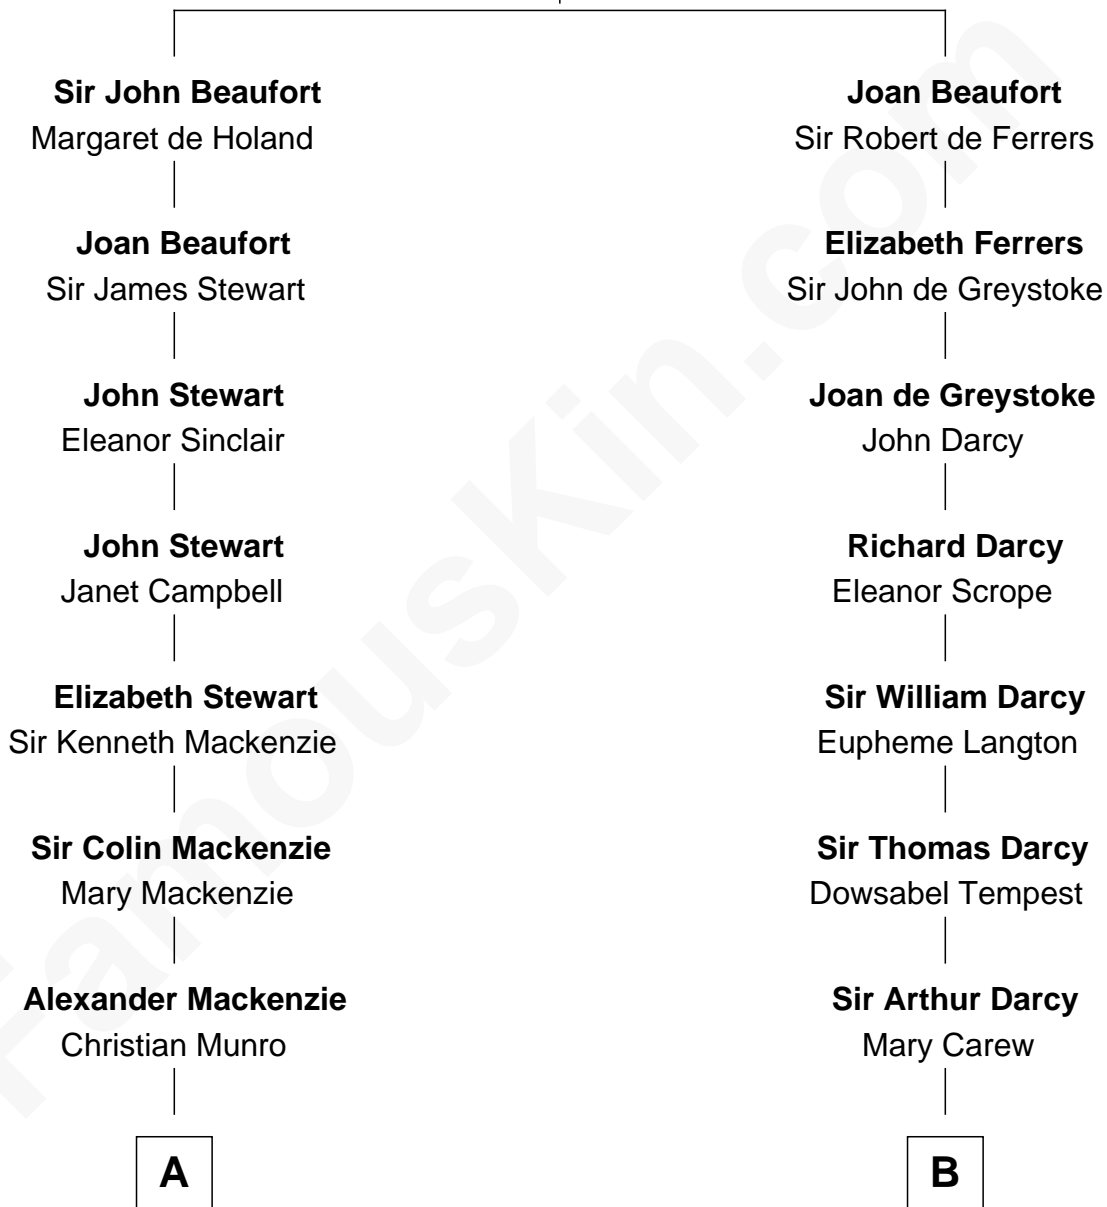 Sir John Beaufort
Margaret de Holand
Joan Beaufort
Sir James Stewart
John Stewart
Eleanor Sinclair
John Stewart
Janet Campbell
Elizabeth Stewart
Sir Kenneth Mackenzie
Sir Colin Mackenzie
Mary Mackenzie
Alexander Mackenzie
Christian Munro
A
Joan Beaufort
Sir Robert de Ferrers
Elizabeth Ferrers
Sir John de Greystoke
Joan de Greystoke
John Darcy
Richard Darcy
Eleanor Scrope
Sir William Darcy
Eupheme Langton
Sir Thomas Darcy
Dowsabel Tempest
Sir Arthur Darcy
Mary Carew
B
FamousKin.com